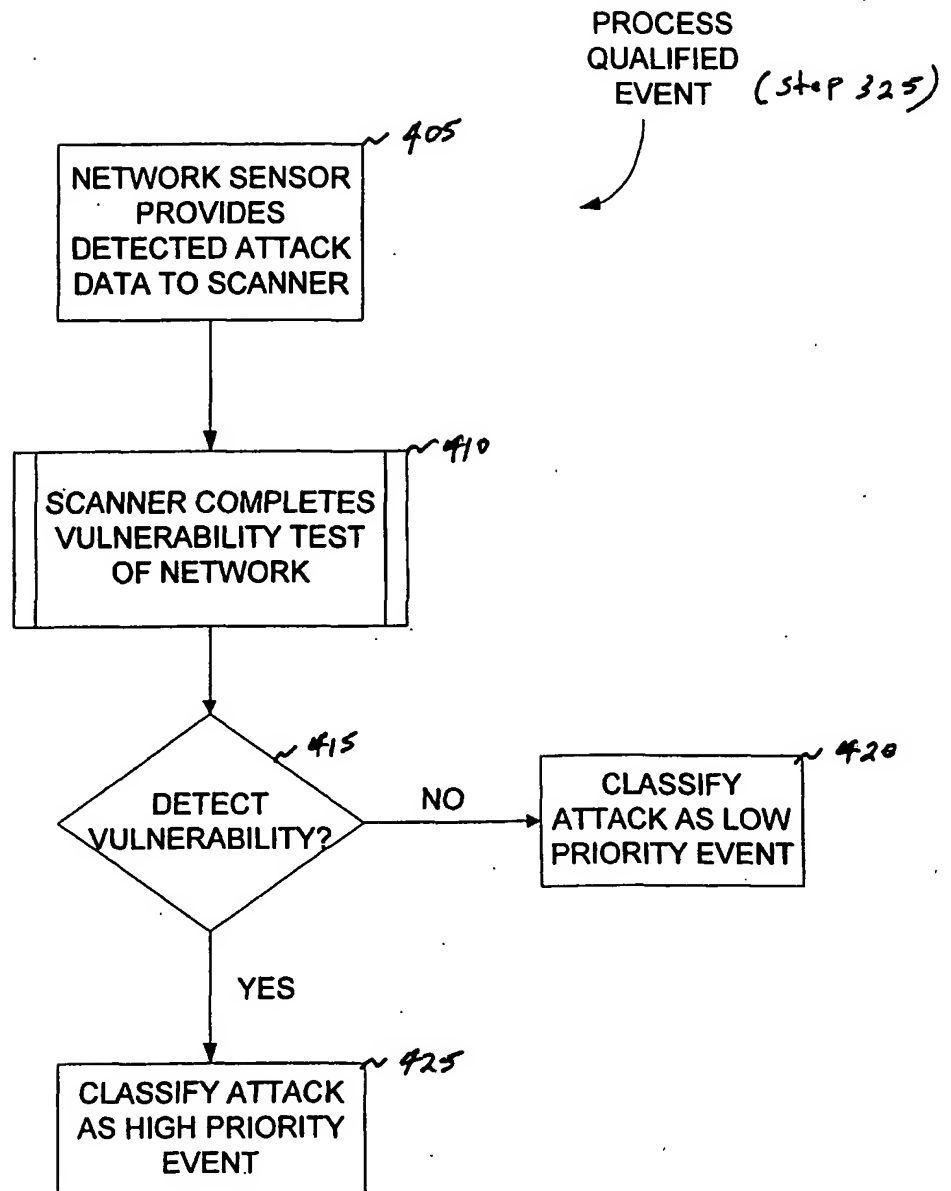 PROCESS
QUALIFIED
EVENT (Step 325)
405
NETWORK SENSOR
PROVIDES
DETECTED ATTACK
DATA TO SCANNER
410
SCANNER COMPLETES
VULNERABILITY TEST
OF NETWORK
415
DETECT
VULNERABILITY?
NO
420
CLASSIFY
ATTACK AS LOW
PRIORITY EVENT
YES
425
CLASSIFY ATTACK
AS HIGH PRIORITY
EVENT